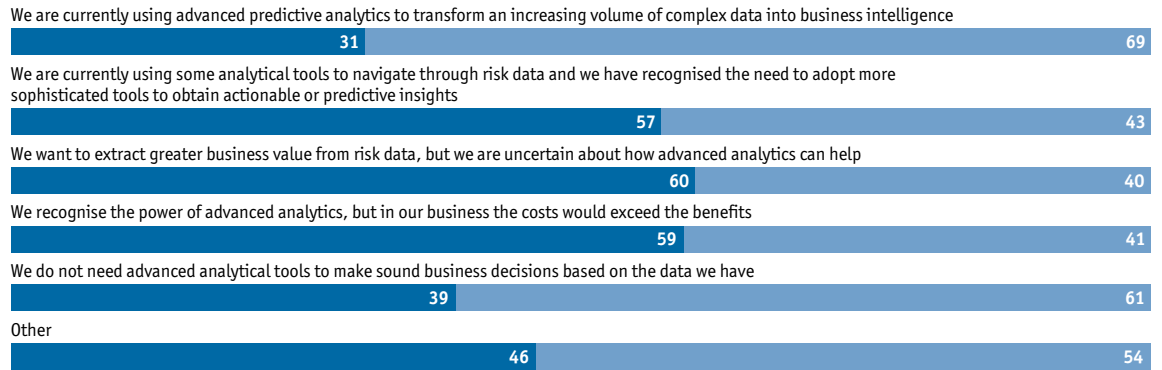 We are currently using advanced predictive analytics to transform an increasing volume of complex data into business intelligence
31 69
We are currently using some analytical tools to navigate through risk data and we have recognised the need to adopt more
sophisticated tools to obtain actionable or predictive insights
57 43
We want to extract greater business value from risk data, but we are uncertain about how advanced analytics can help
60 40
We recognise the power of advanced analytics, but in our business the costs would exceed the benefits
59 41
We do not need advanced analytical tools to make sound business decisions based on the data we have
39 61
Other
46 54